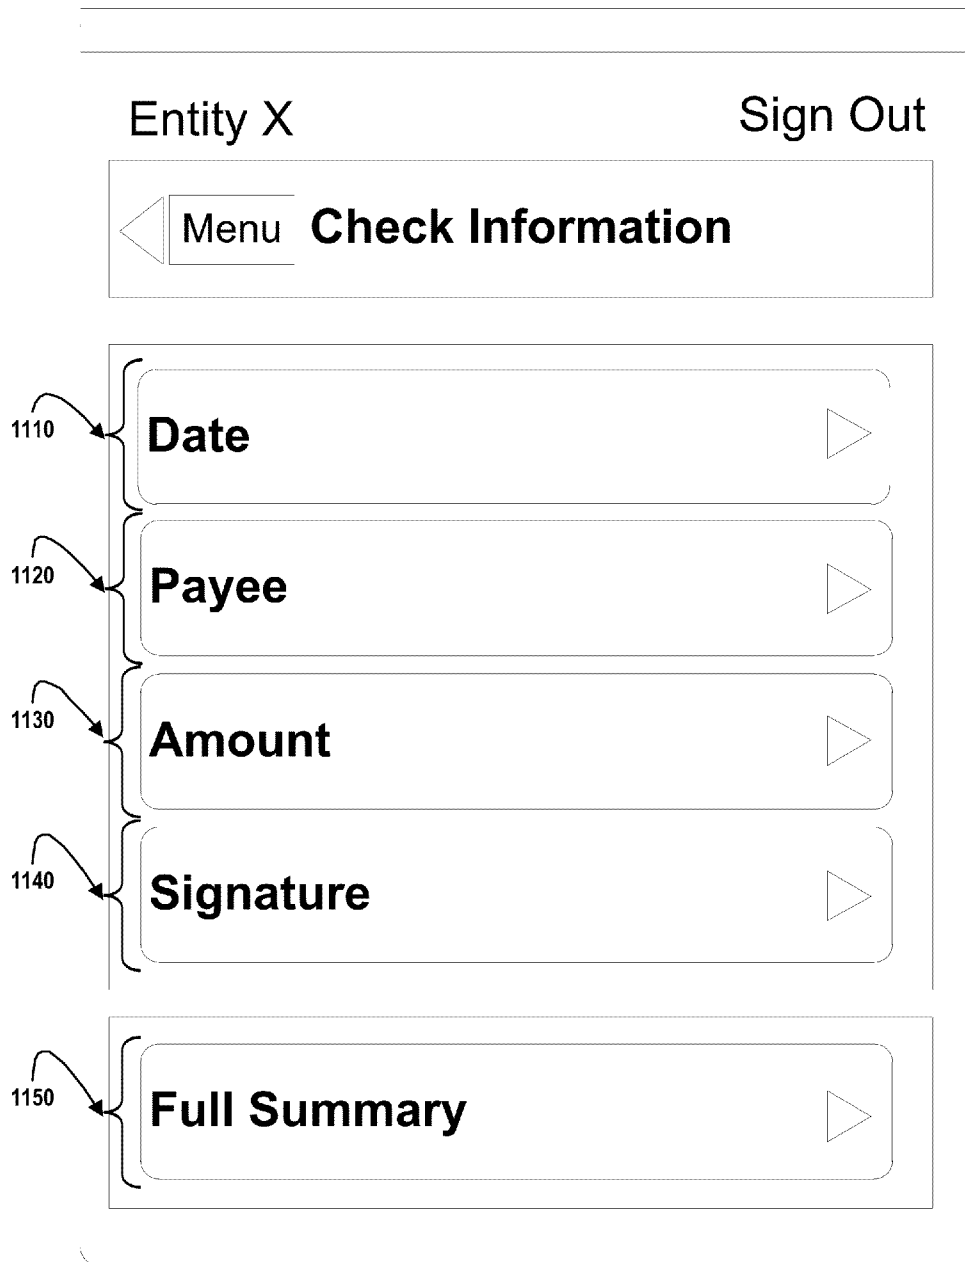 Entity X Sign Out
Menu Check Information
1110 Date
1120 Payee
1130 Amount
1140 Signature
1150 Full Summary